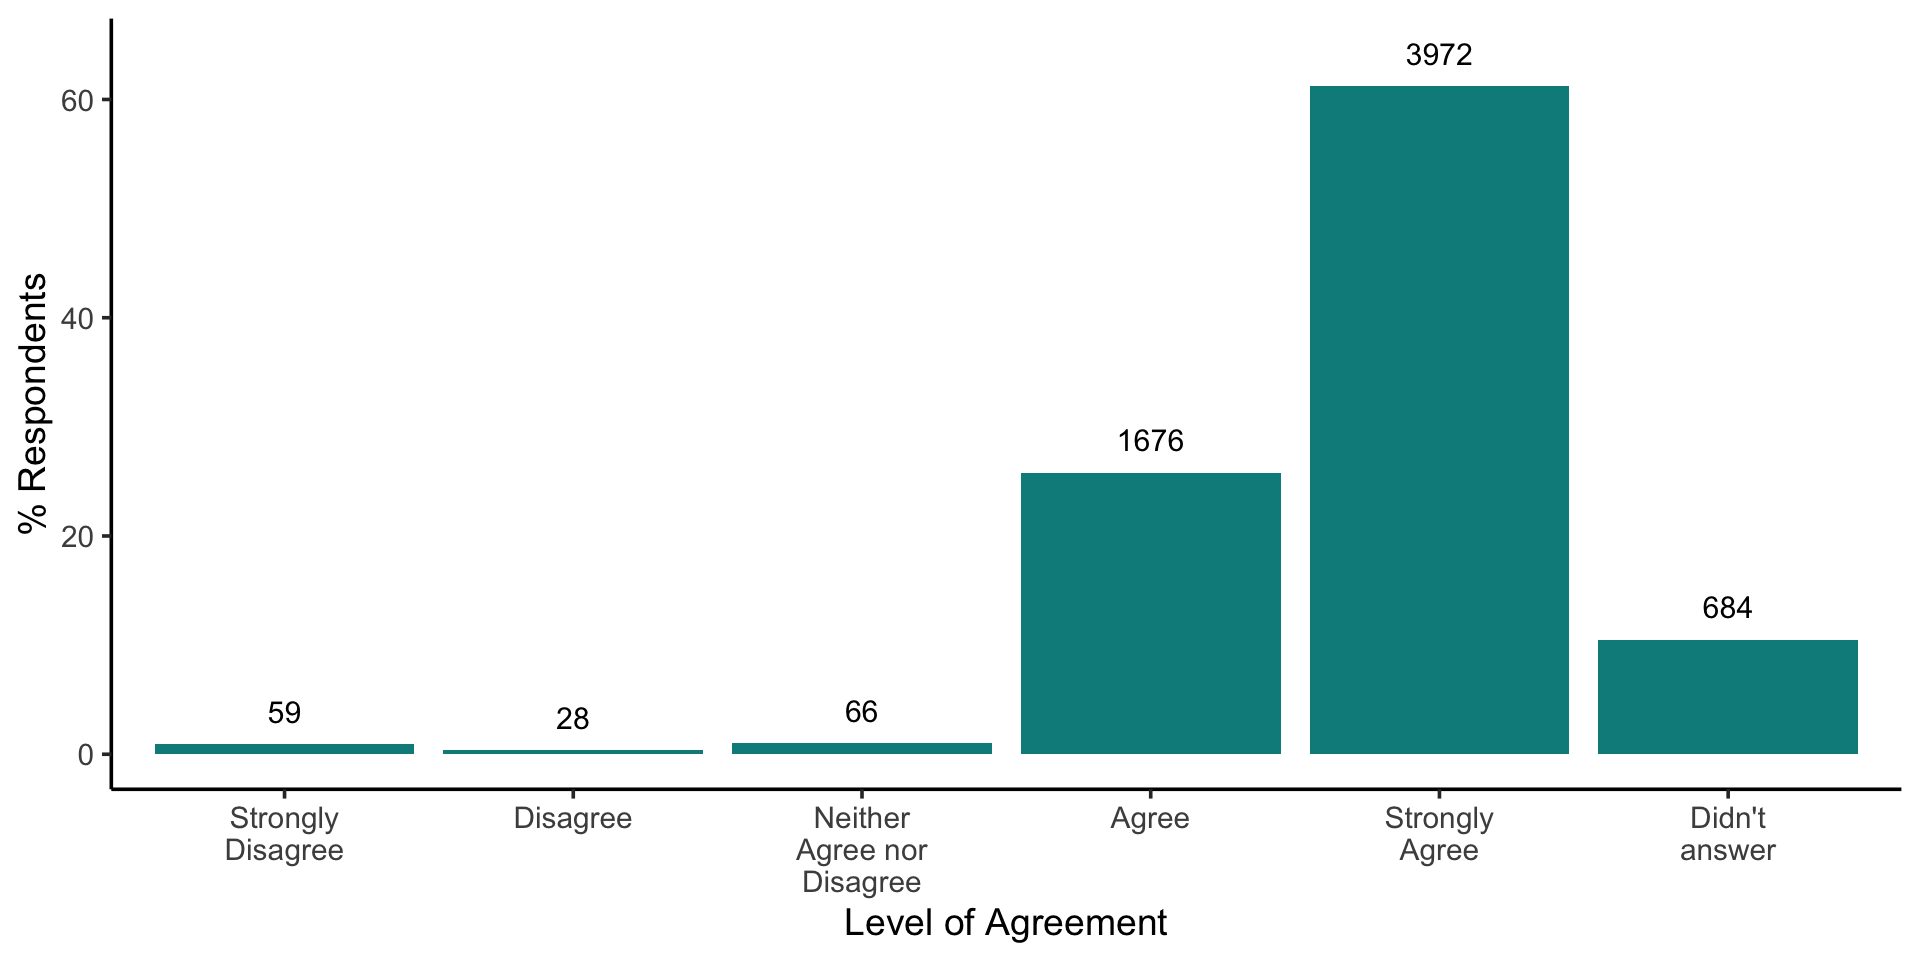 % Respondents
60
40
20
0
59
28
66
1676
3972
684
Strongly
Disagree
Disagree
Neither
Agree nor
Disagree
Agree
Strongly
Agree
Didn't
answer
Level of Agreement